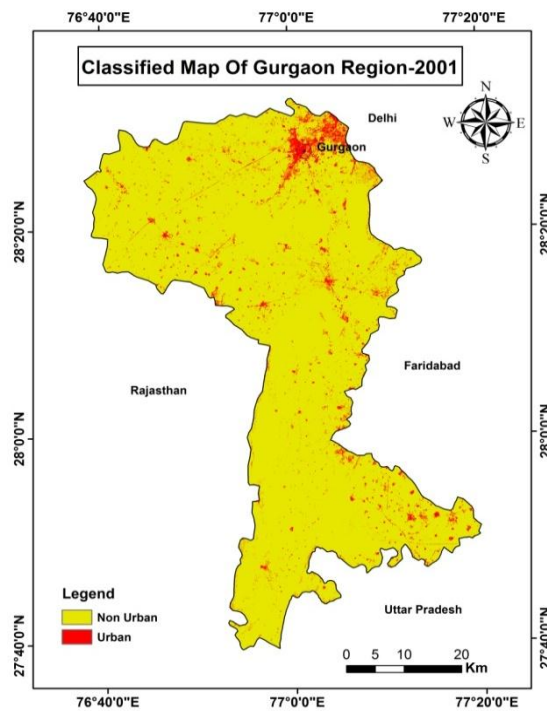 76°40'0"E 77°0'0"E 77°20'0"E
Classified Map Of Gurgaon Region-2001
N
W E
S
Delhi
Gurgaon
28°20'0"N 28°20'0"N
Faridabad
Rajasthan
28°0'0"N 28°0'0"N
Legend
Non Urban
Urban
Uttar Pradesh
27°40'0"N 27°40'0"N
0 5 10 20
Km
76°40'0"E 77°0'0"E 77°20'0"E